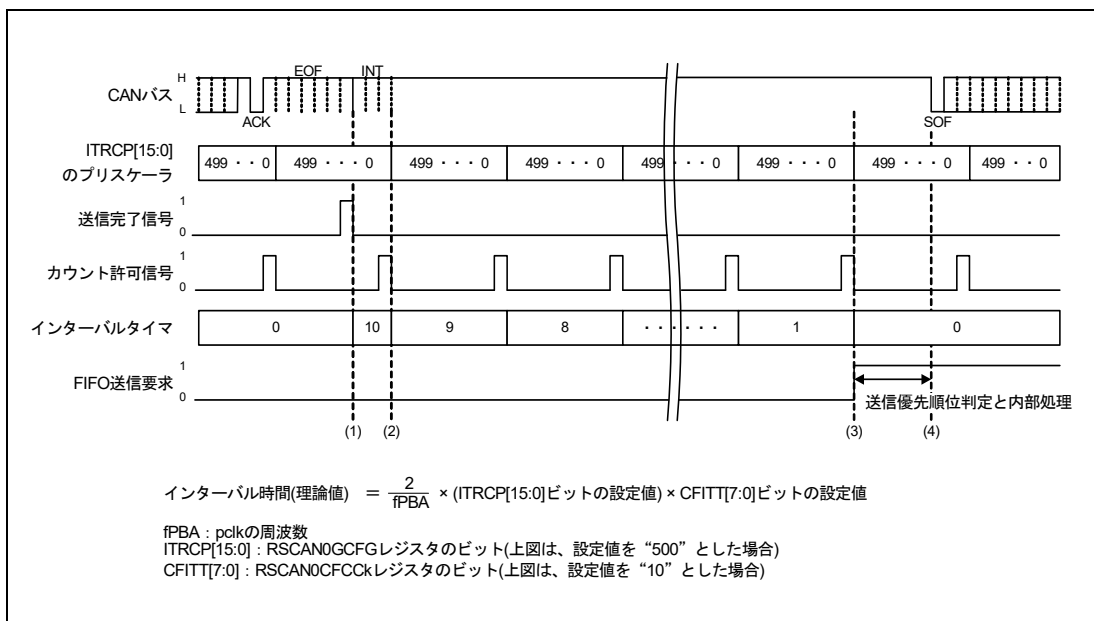 H
EOF
INT
CANバス
L
ACK
SOF
ITRCP[15:0]
のプリスケーラ
499・・0
499・・・0
499・・・0
499・・・0
499・・・0
499・・・0
499・・・0
499・・0
1
送信完了信号
0
1
カウント許可信号
0
インターバルタイマ
0
10
9
8
・・・・・・
1
0
1
FIFO送信要求
0
送信優先順位判定と内部処理
(1)
(2)
(3)
(4)
インターバル時間(理論値) = 2/fPBA × (ITRCP[15:0]ビットの設定値) × CFITT[7:0]ビットの設定値
fPBA：pclkの周波数
ITRCP[15:0]：RSCAN0GCFGレジスタのビット(上図は、設定値を“500”とした場合)
CFITT[7:0]：RSCAN0CFCCkレジスタのビット(上図は、設定値を“10”とした場合)